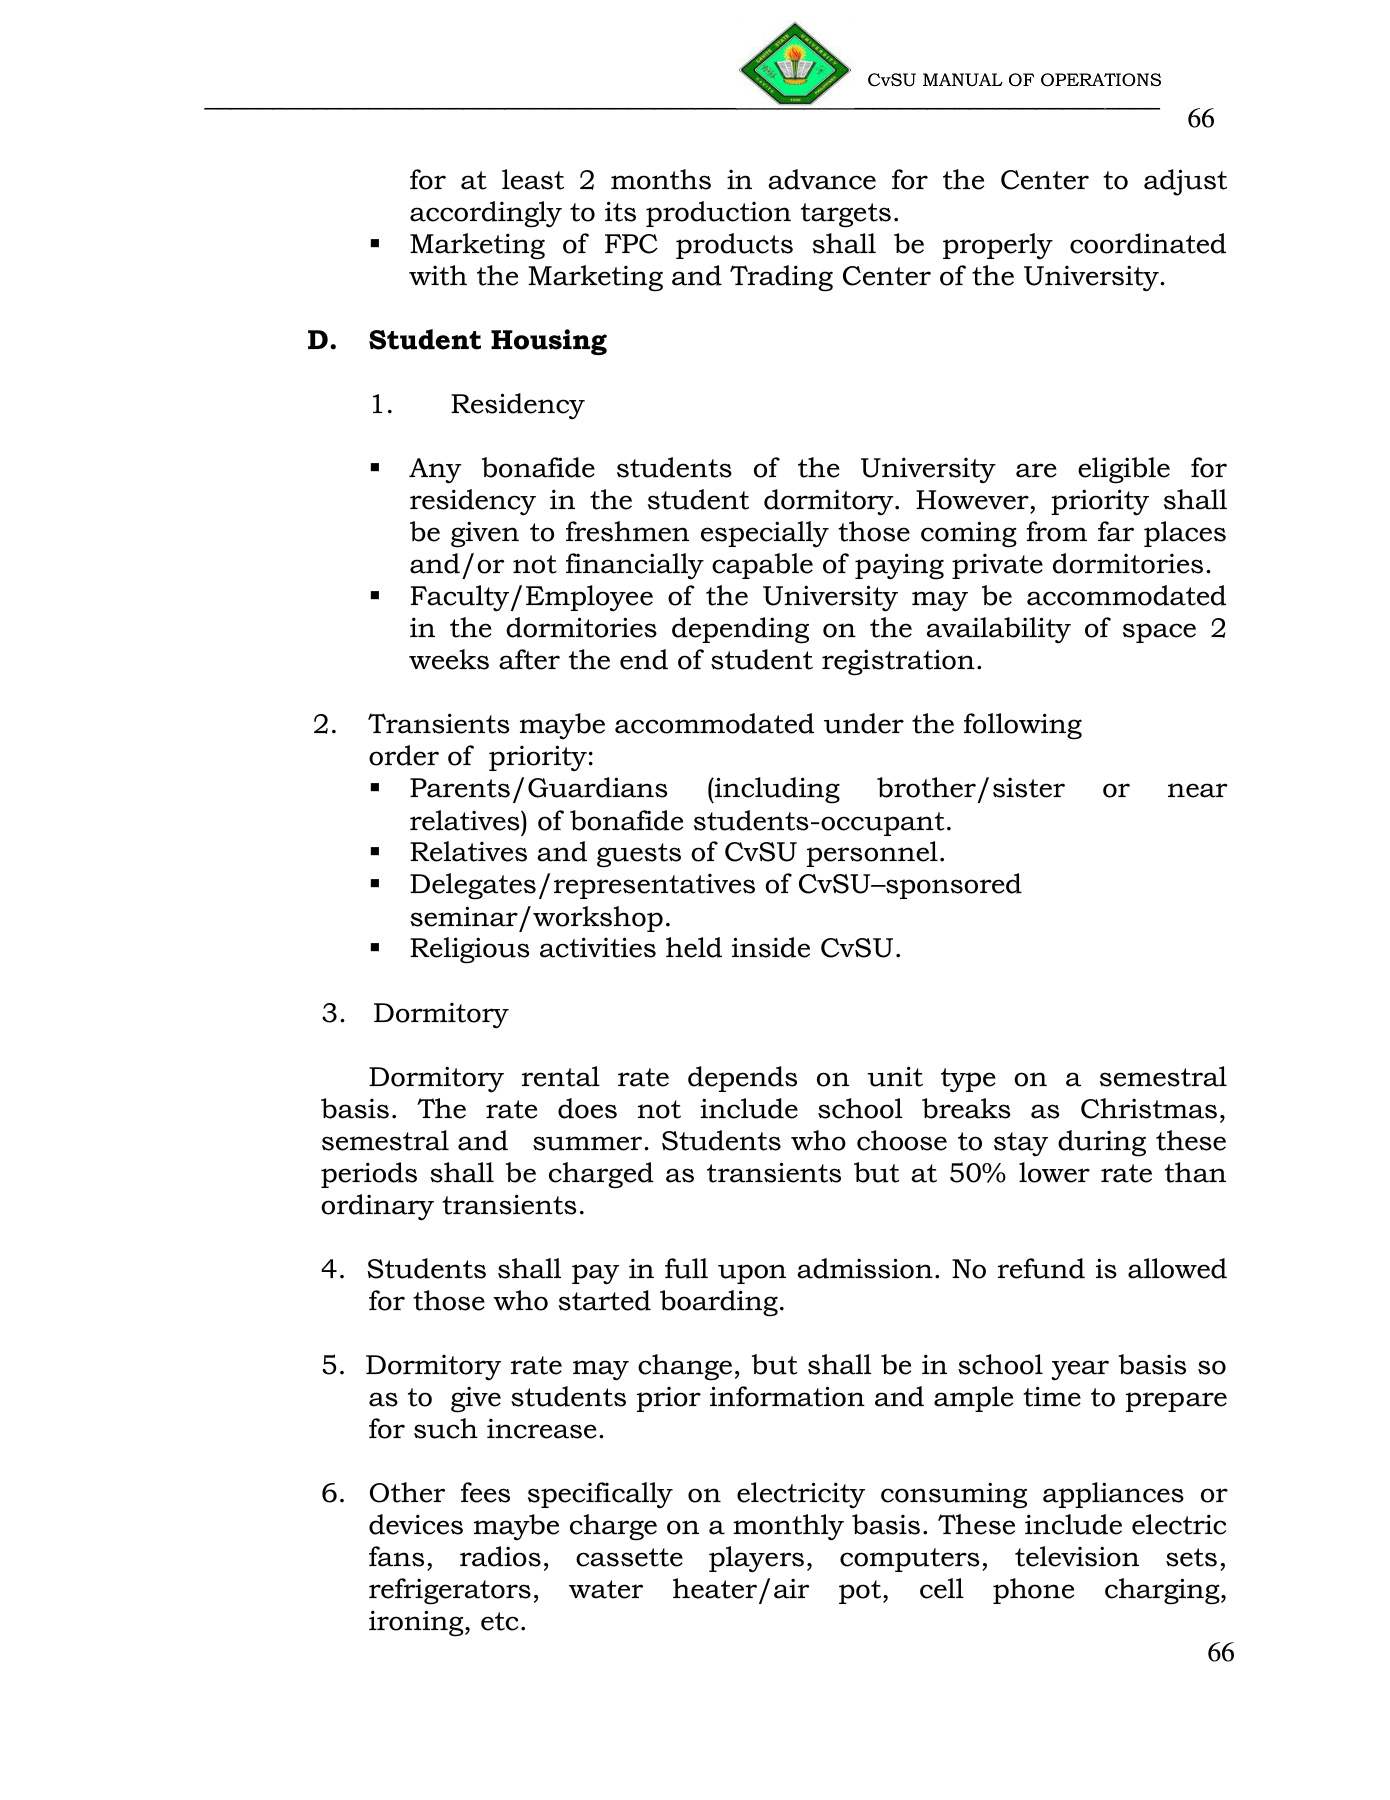 CvSU MANUAL OF OPERATIONS
66
for at least 2 months in advance for the Center to adjust
accordingly to its production targets.
▪ Marketing of FPC products shall be properly coordinated
with the Marketing and Trading Center of the University.
D. Student Housing
1. Residency
▪ Any bonafide students of the University are eligible for
residency in the student dormitory. However, priority shall
be given to freshmen especially those coming from far places
and/or not financially capable of paying private dormitories.
▪ Faculty/Employee of the University may be accommodated
in the dormitories depending on the availability of space 2
weeks after the end of student registration.
2. Transients maybe accommodated under the following
order of priority:
▪ Parents/Guardians (including brother/sister or near
relatives) of bonafide students-occupant.
▪ Relatives and guests of CvSU personnel.
▪ Delegates/representatives of CvSU–sponsored
seminar/workshop.
▪ Religious activities held inside CvSU.
3. Dormitory
Dormitory rental rate depends on unit type on a semestral
basis. The rate does not include school breaks as Christmas,
semestral and summer. Students who choose to stay during these
periods shall be charged as transients but at 50% lower rate than
ordinary transients.
4. Students shall pay in full upon admission. No refund is allowed
for those who started boarding.
5. Dormitory rate may change, but shall be in school year basis so
as to give students prior information and ample time to prepare
for such increase.
6. Other fees specifically on electricity consuming appliances or
devices maybe charge on a monthly basis. These include electric
fans, radios, cassette players, computers, television sets,
refrigerators, water heater/air pot, cell phone charging,
ironing, etc.
66